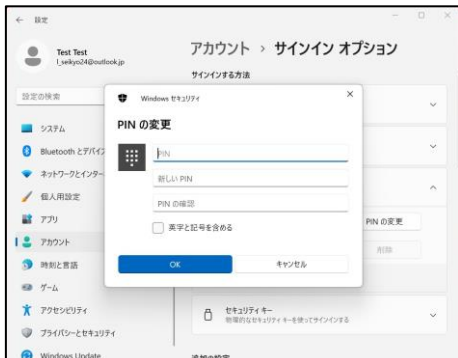 ← 設定
Test Test
l_seikyo24@outlook.jp
アカウント › サインイン オプション
サインインする方法
設定の検索
システム
Bluetooth とデバイス
ネットワークとインター
個人用設定
アプリ
アカウント
時刻と言語
ゲーム
アクセシビリティ
プライバシーとセキュリティ
Windows Update
Windows セキュリティ
PIN の変更
PIN
新しい PIN
PIN の確認
英字と記号を含める
OK
キャンセル
PIN の変更
削除
セキュリティ キー
物理的なセキュリティ キーを使ってサインインする
追加の設定